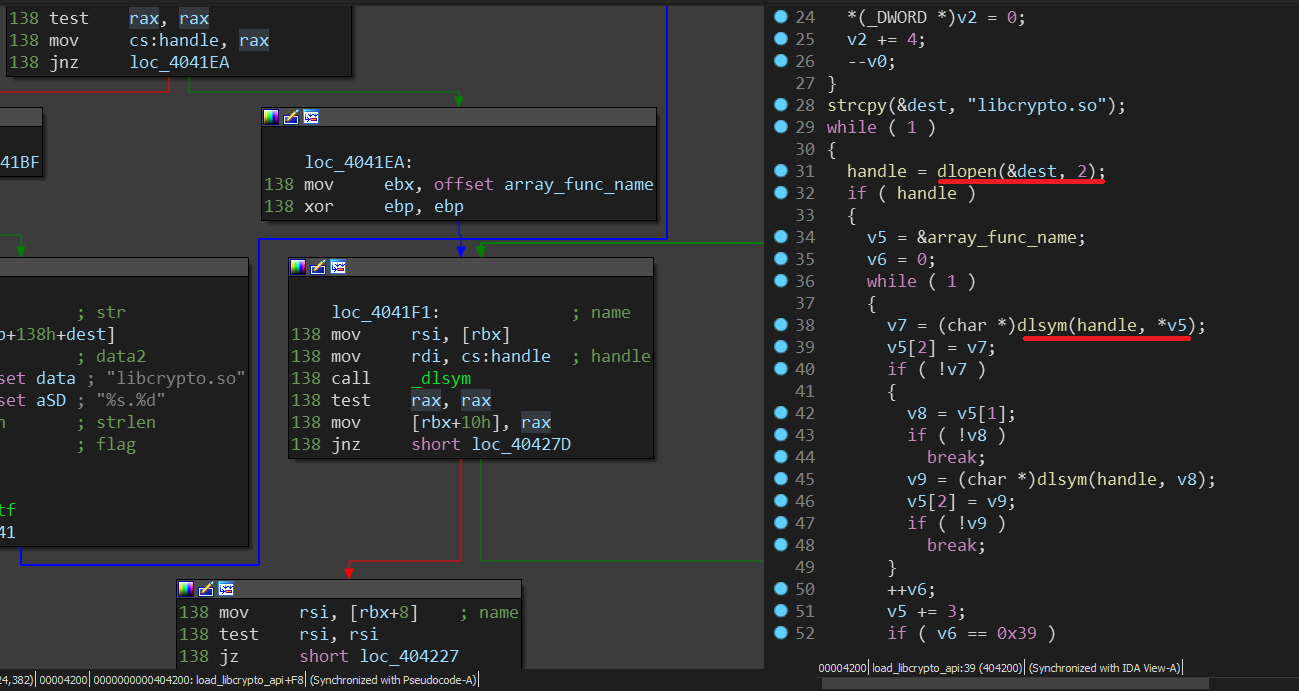 138 test rax, rax
138 mov cs:handle, rax
138 jnz loc_4041EA
41BF
loc_4041EA:
138 mov ebx, offset array_func_name
138 xor ebp, ebp
; str
p+138h+dest]
; data2
set data ; "libcrypto.so"
set aSD ; "%s.%d"
h ; strlen
; flag
tf
41
loc_4041F1: ; name
138 mov rsi, [rbx]
138 mov rdi, cs:handle ; handle
138 call _dlsym
138 test rax, rax
138 mov [rbx+10h], rax
138 jnz short loc_40427D
138 mov rsi, [rbx+8] ; name
138 test rsi, rsi
138 jz short loc_404227
24,382) 00004200 0000000000404200: load_libcrypto_api+F8 (Synchronized with Pseudocode-A)
24 *(_DWORD *)v2 = 0;
25 v2 += 4;
26 --v0;
27 }
28 strcpy(&dest, "libcrypto.so");
29 while ( 1 )
30 {
31 handle = dlopen(&dest, 2);
32 if ( handle )
33 {
34 v5 = &array_func_name;
35 v6 = 0;
36 while ( 1 )
37 {
38 v7 = (char *)dlsym(handle, *v5);
39 v5[2] = v7;
40 if ( !v7 )
41 {
42 v8 = v5[1];
43 if ( !v8 )
44 break;
45 v9 = (char *)dlsym(handle, v8);
46 v5[2] = v9;
47 if ( !v9 )
48 break;
49 }
50 ++v6;
51 v5 += 3;
52 if ( v6 == 0x39 )
00004200 load_libcrypto_api:39 (404200) (Synchronized with IDA View-A)